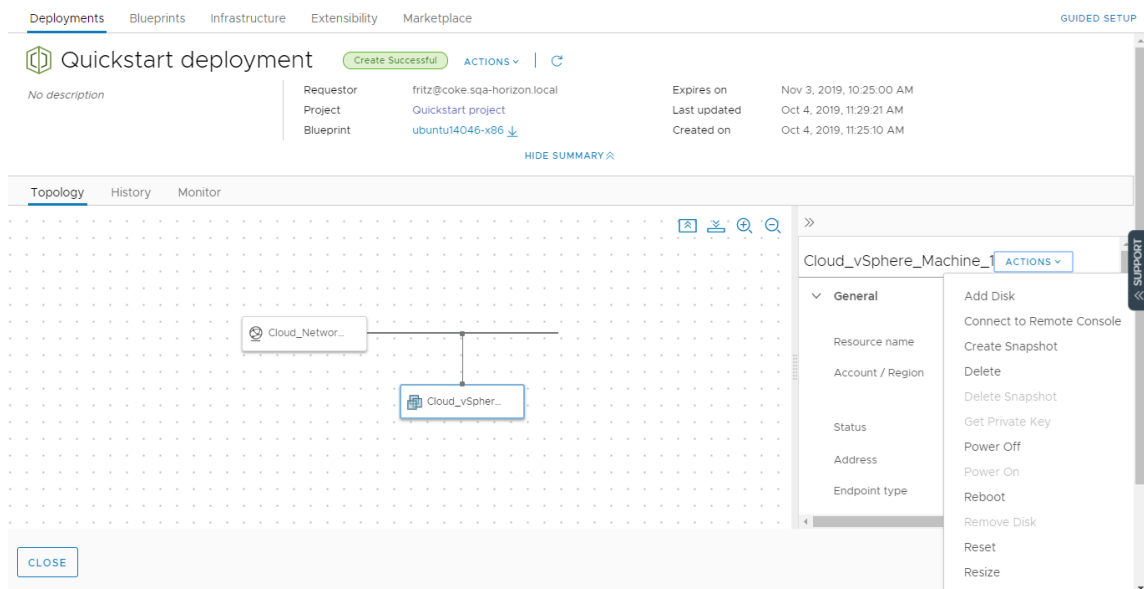 Deployments Blueprints Infrastructure Extensibility Marketplace GUIDED SETUP
Quickstart deployment Create Successful ACTIONS
No description
Requestor fritz@coke.sqa-horizon.local Expires on Nov 3, 2019, 10:25:00 AM
Project Quickstart project Last updated Oct 4, 2019, 11:29:21 AM
Blueprint ubuntu14046-x86 Created on Oct 4, 2019, 11:25:10 AM
HIDE SUMMARY
Topology History Monitor
SUPPORT
Cloud_vSphere_Machine_1 ACTIONS
Cloud_Networ...
Cloud_vSpher...
General
Resource name
Account / Region
Status
Address
Endpoint type
Add Disk
Connect to Remote Console
Create Snapshot
Delete
Delete Snapshot
Get Private Key
Power Off
Power On
Reboot
Remove Disk
Reset
Resize
CLOSE